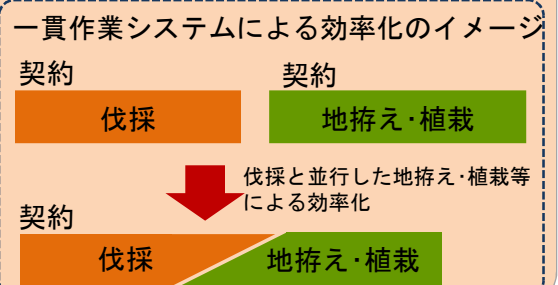 一貫作業システムによる効率化のイメージ
契約
契約
伐採
地拵え･植栽
伐採と並行した地拵え･植栽等
による効率化
契約
伐採
地拵え･植栽